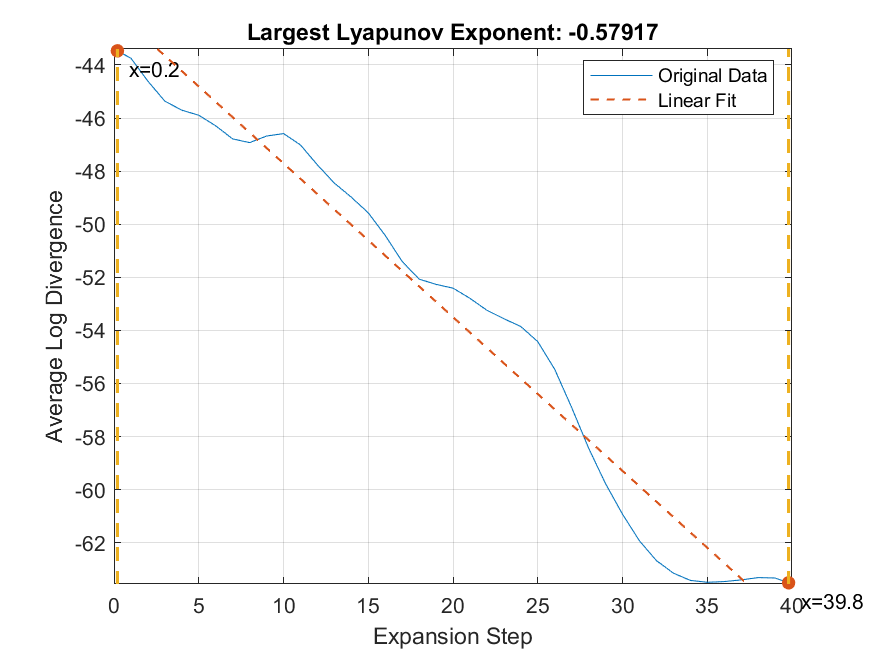 Largest Lyapunov Exponent: -0.57917
Original Data
Linear Fit
x=0.2
-44
-46
-48
-50
-52
-54
-56
-58
-60
-62
Average Log Divergence
0 5 10 15 20 25 30 35 40
x=39.8
Expansion Step